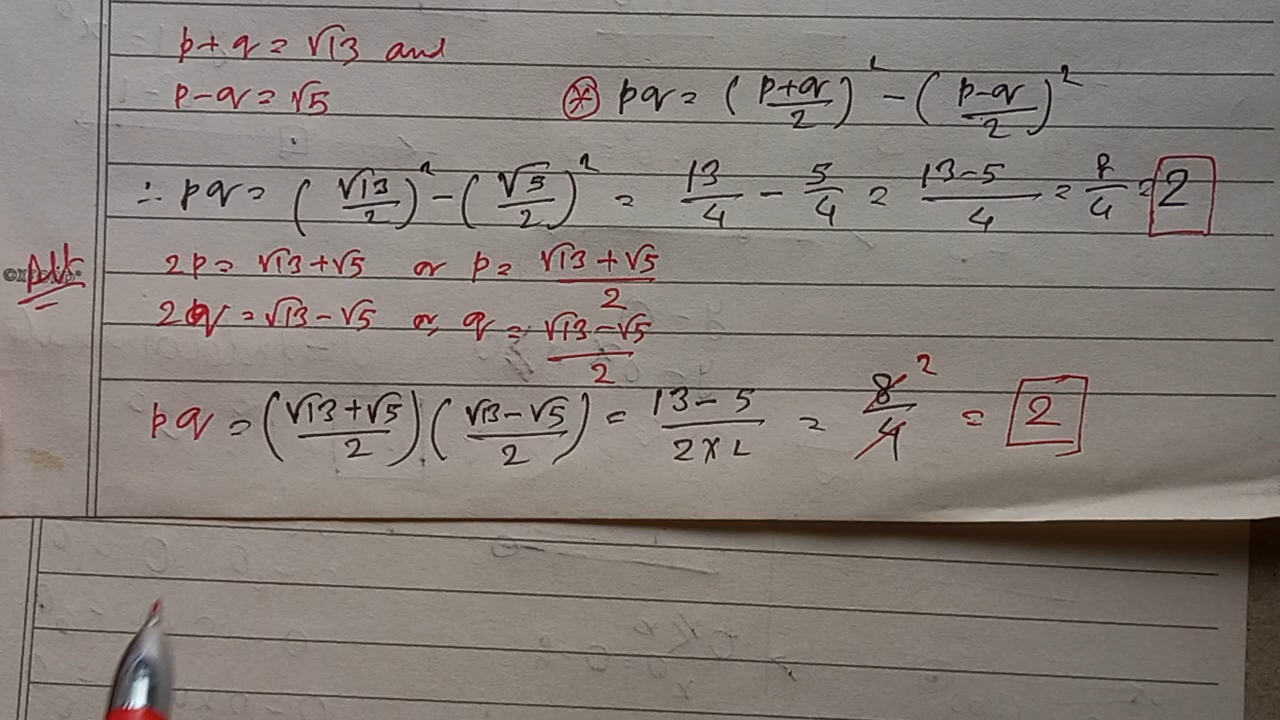 p+q = √13 and
p-q = √5
⊛ pq = ((p+q)/2)² - ((p-q)/2)²
∴ pq = (√13/2)² - (√5/2)² = 13/4 - 5/4 = (13-5)/4 = 8/4 = 2
2p = √13+√5 or p = (√13+√5)/2
2q = √13-√5 or, q = (√13-√5)/2
pq = ((√13+√5)/2)((√13-√5)/2) = (13-5)/(2×2) = 8/4 2 = 2